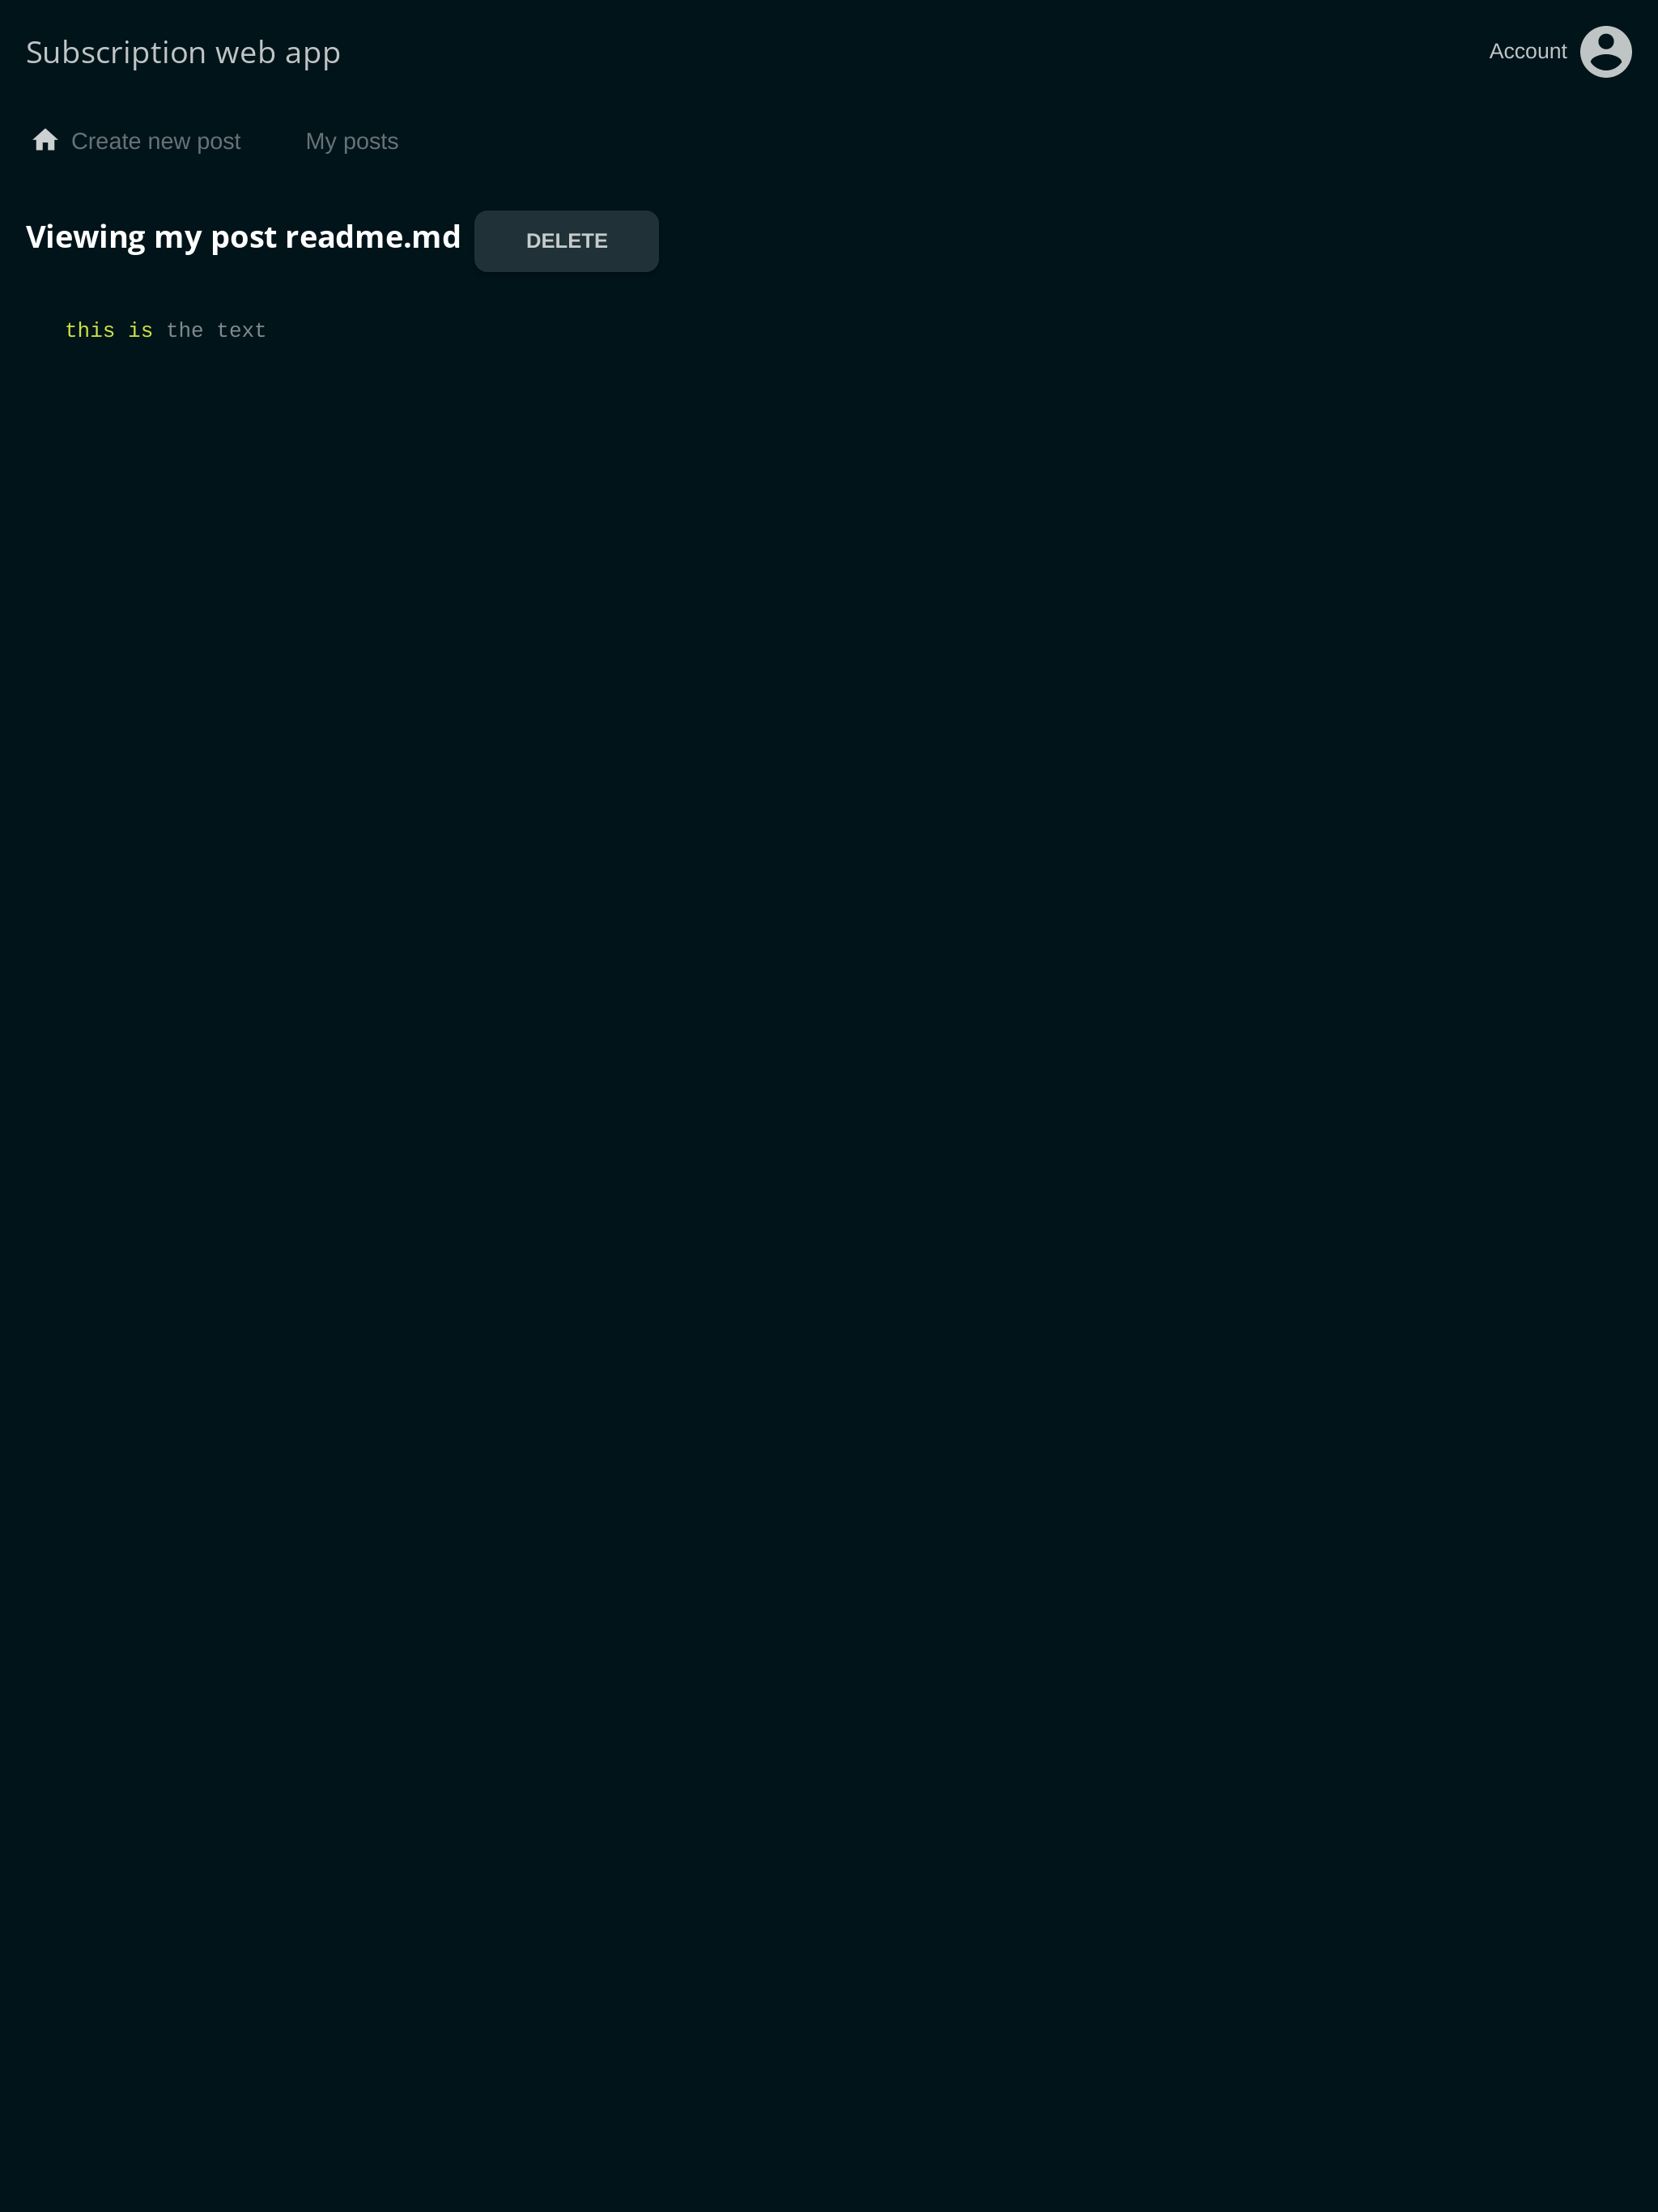 Subscription web app
Account
Create new post
My posts
Viewing my post readme.md
DELETE
this is the text